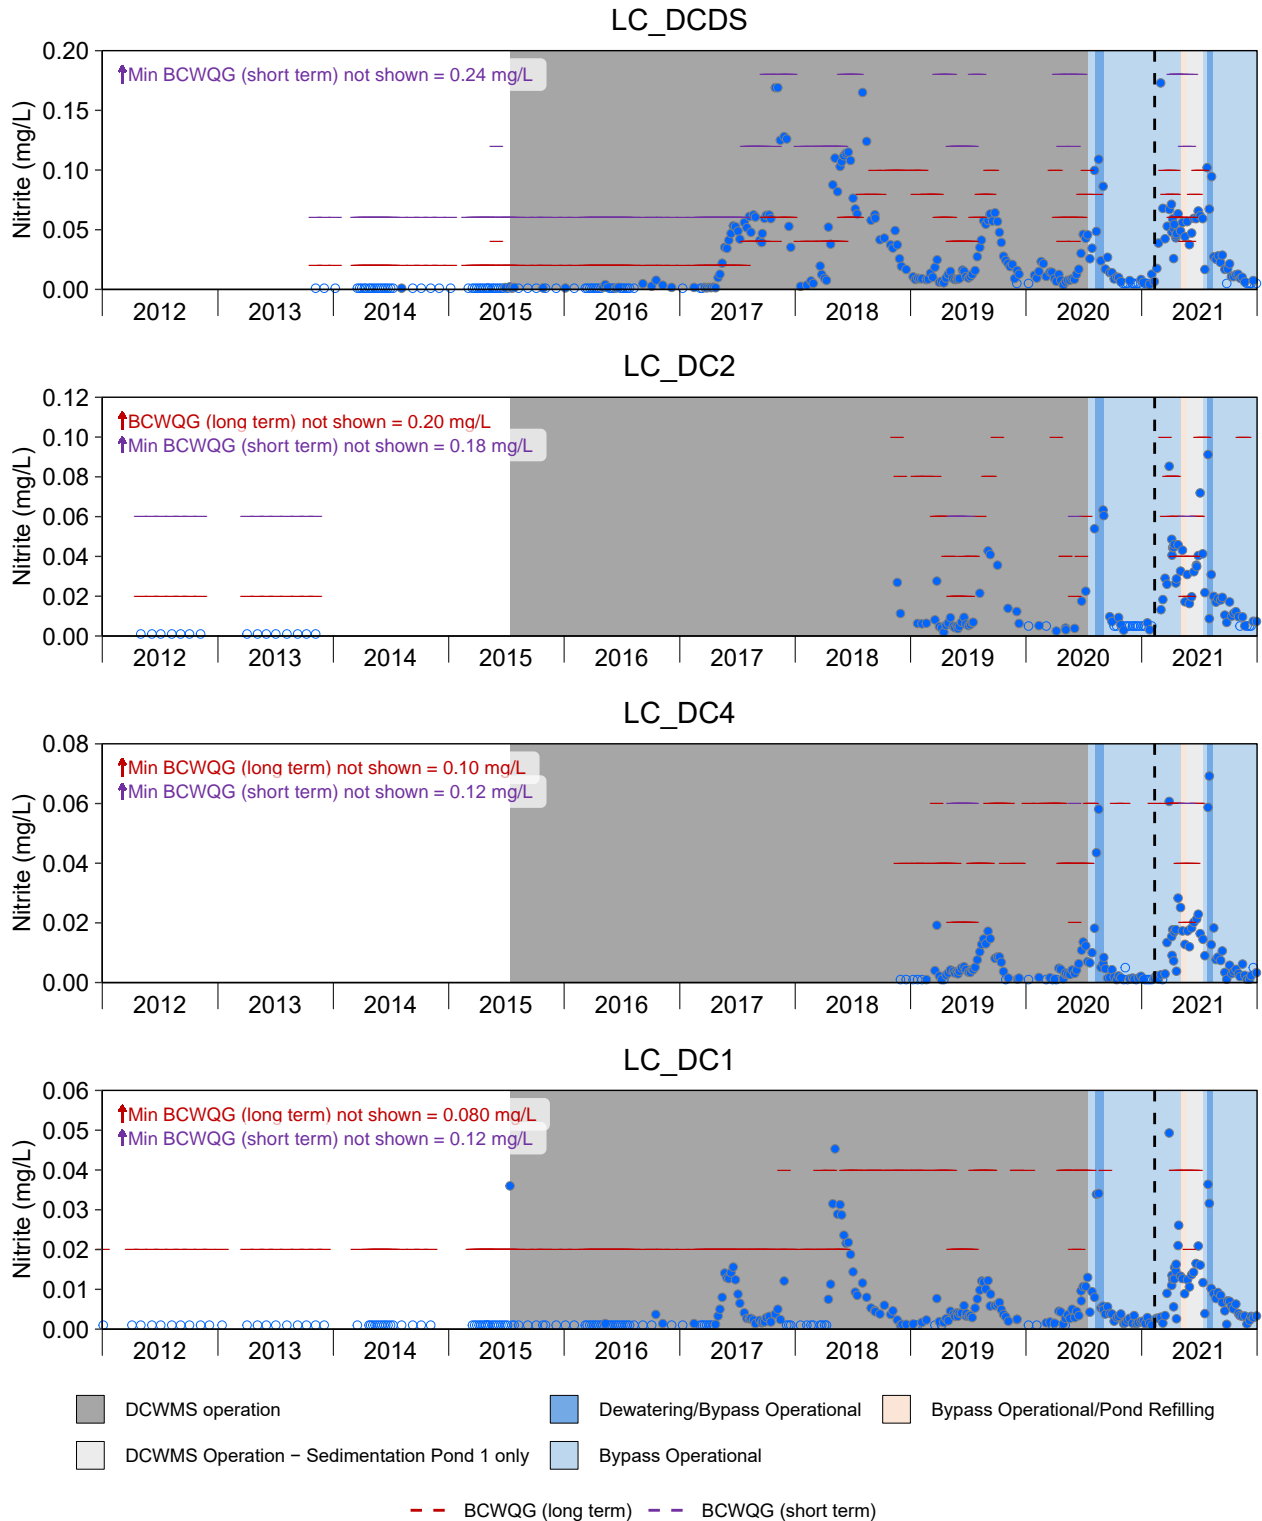 LC_DCDS
Nitrite (mg/L)
0.20
0.15
0.10
0.05
0.00
Min BCWQG (short term) not shown = 0.24 mg/L
2012 2013 2014 2015 2016 2017 2018 2019 2020 2021
LC_DC2
Nitrite (mg/L)
0.12
0.10
0.08
0.06
0.04
0.02
0.00
BCWQG (long term) not shown = 0.20 mg/L
Min BCWQG (short term) not shown = 0.18 mg/L
2012 2013 2014 2015 2016 2017 2018 2019 2020 2021
LC_DC4
Nitrite (mg/L)
0.08
0.06
0.04
0.02
0.00
Min BCWQG (long term) not shown = 0.10 mg/L
Min BCWQG (short term) not shown = 0.12 mg/L
2012 2013 2014 2015 2016 2017 2018 2019 2020 2021
LC_DC1
Nitrite (mg/L)
0.06
0.05
0.04
0.03
0.02
0.01
0.00
Min BCWQG (long term) not shown = 0.080 mg/L
Min BCWQG (short term) not shown = 0.12 mg/L
2012 2013 2014 2015 2016 2017 2018 2019 2020 2021
DCWMS operation
Dewatering/Bypass Operational
Bypass Operational/Pond Refilling
DCWMS Operation − Sedimentation Pond 1 only
Bypass Operational
BCWQG (long term)
BCWQG (short term)